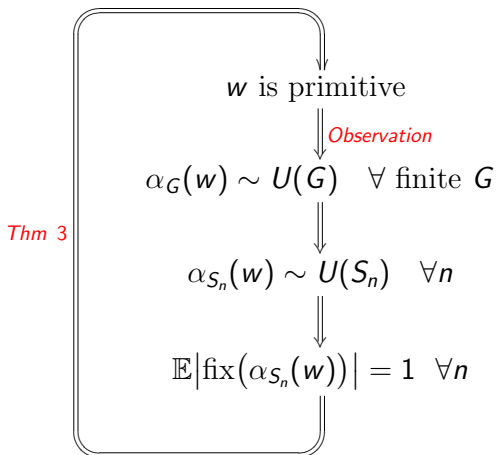 w is primitive
Observation
α_G(w) ∼ U(G) ∀ finite G
Thm 3
α_{S_n}(w) ∼ U(S_n) ∀n
𝔼|fix(α_{S_n}(w))| = 1 ∀n